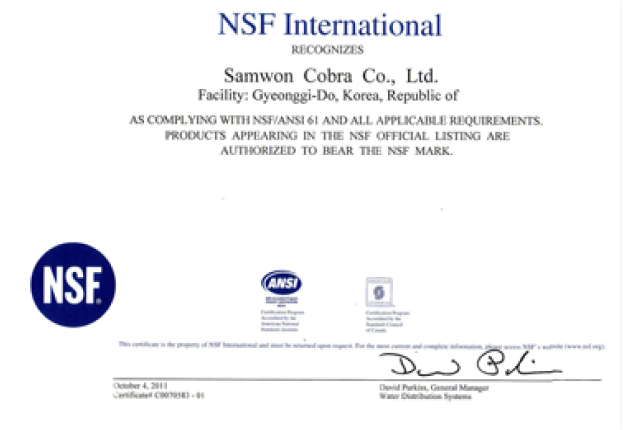 NSF International
RECOGNIZES
Samwon Cobra Co., Ltd.
Facility: Gyeonggi-Do, Korea, Republic of
AS COMPLYING WITH NSF/ANSI 61 AND ALL APPLICABLE REQUIREMENTS.
PRODUCTS APPEARING IN THE NSF OFFICIAL LISTING ARE
AUTHORIZED TO BEAR THE NSF MARK.
NSF®
ANSI
Certification Program
Accredited by the
American National
Standards Institute
Certification Program
Accredited by the
Standards Council
of Canada
This certificate is the property of NSF International and must be returned upon request. For the most current and complete information, please access NSF's website (www.nsf.org).
October 4, 2011
Certificate# C0070583 - 01
David Purkiss, General Manager
Water Distribution Systems